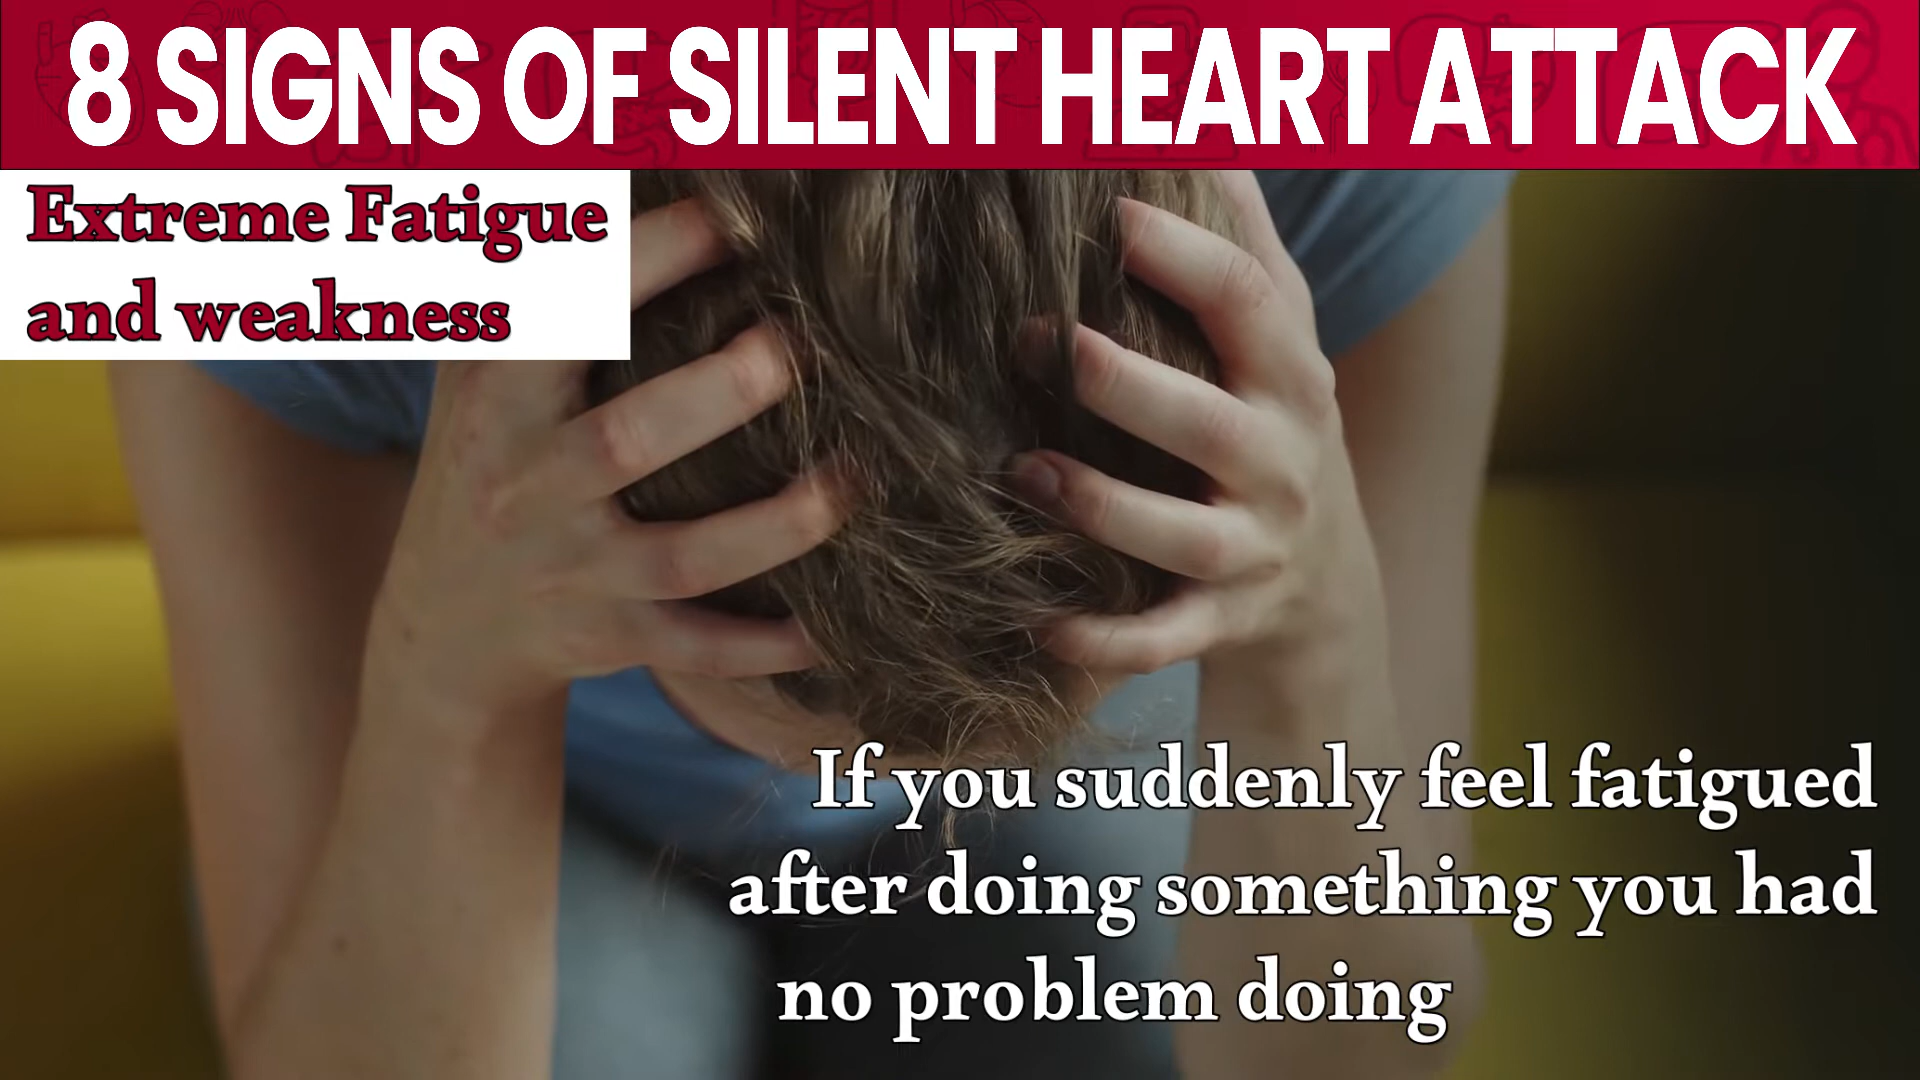 8 SIGNS OF SILENT HEART ATTACK
Extreme Fatigue
and weakness
If you suddenly feel fatigued
after doing something you had
no problem doing